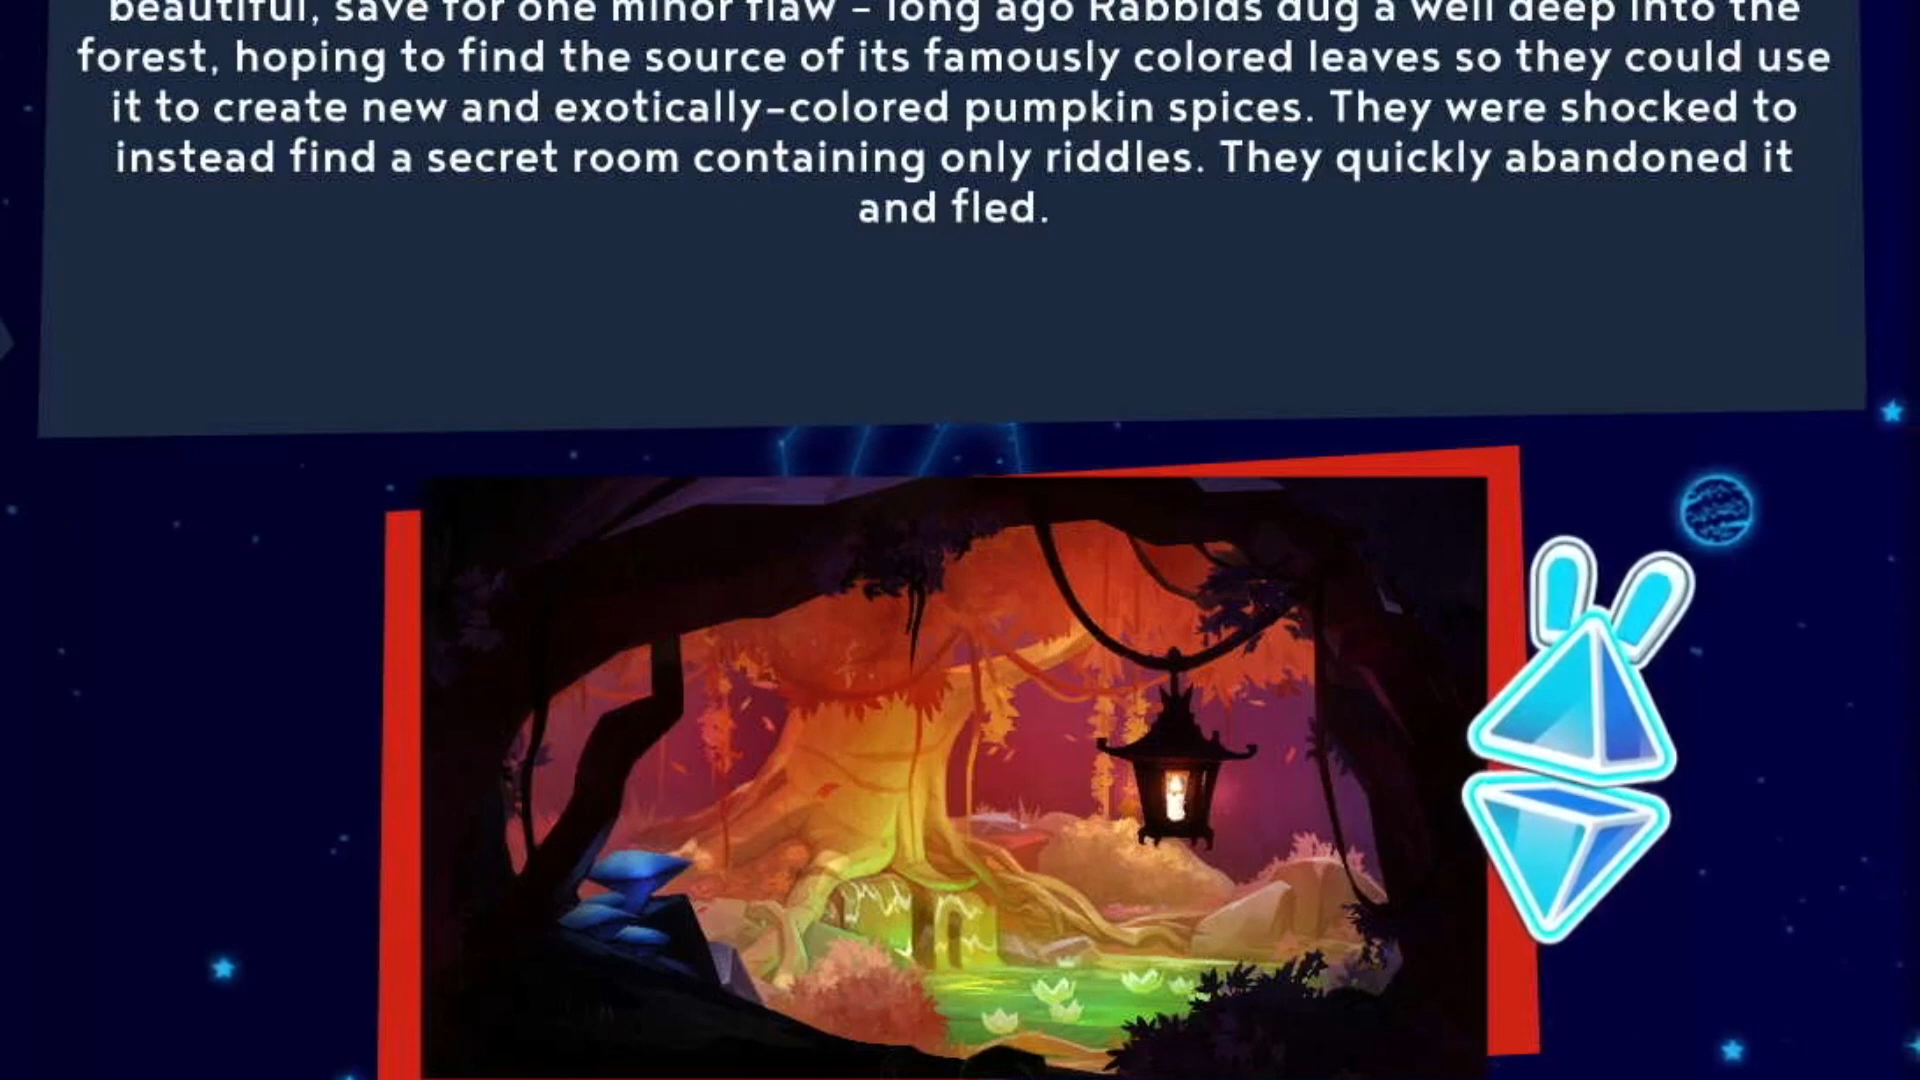 beautiful, save for one minor flaw – long ago Rabbids dug a well deep into the
forest, hoping to find the source of its famously colored leaves so they could use
it to create new and exotically-colored pumpkin spices. They were shocked to
instead find a secret room containing only riddles. They quickly abandoned it
and fled.